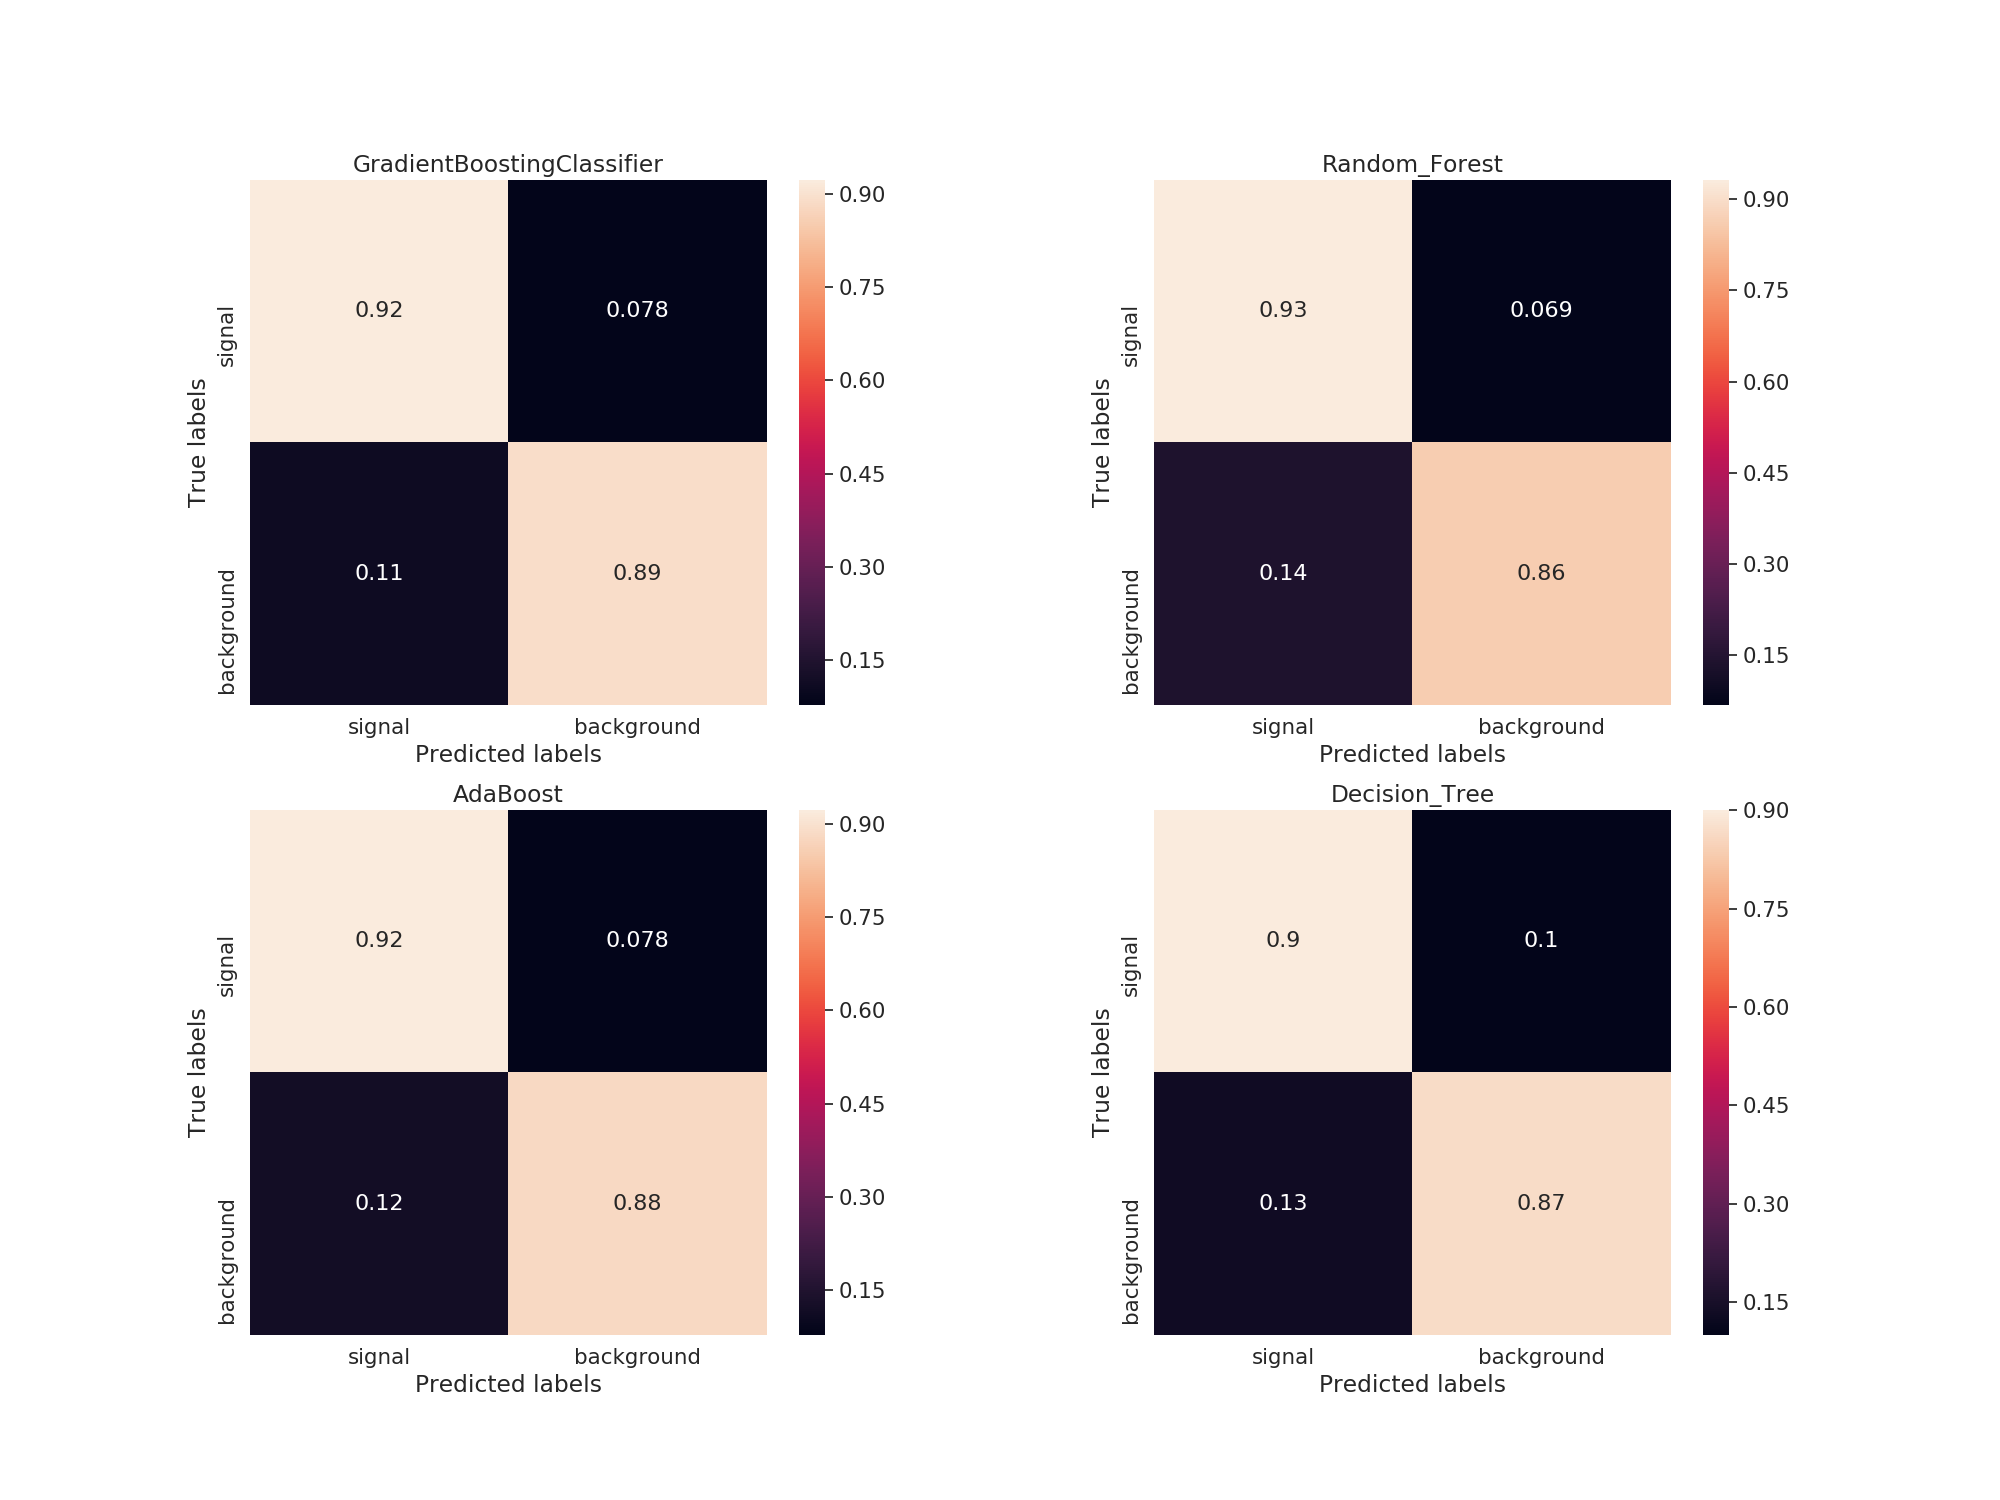 GradientBoostingClassifier
True labels
signal
background
0.92
0.078
0.11
0.89
signal
background
Predicted labels
0.90
0.75
0.60
0.45
0.30
0.15
Random_Forest
True labels
signal
background
0.93
0.069
0.14
0.86
signal
background
Predicted labels
0.90
0.75
0.60
0.45
0.30
0.15
AdaBoost
True labels
signal
background
0.92
0.078
0.12
0.88
signal
background
Predicted labels
0.90
0.75
0.60
0.45
0.30
0.15
Decision_Tree
True labels
signal
background
0.9
0.1
0.13
0.87
signal
background
Predicted labels
0.90
0.75
0.60
0.45
0.30
0.15